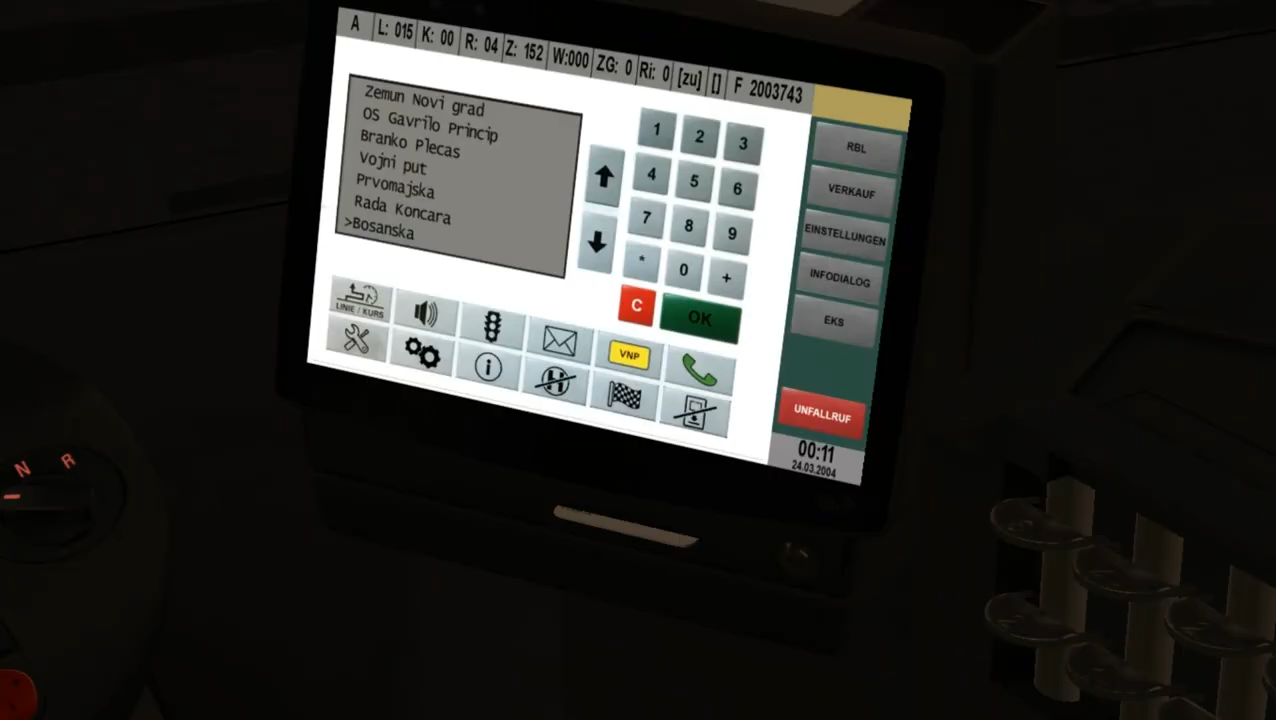 A L: 015 K: 00 R: 04 Z: 152 W:000 ZG: 0 Ri: 0 [zu] [] F 2003743
Zemun Novi grad
OS Gavrilo Princip
Branko Plecas
Vojni put
Prvomajska
Rada Koncara
>Bosanska
1 2 3
4 5 6
7 8 9
* 0 +
C OK
LINIE / KURS
VNP
RBL
VERKAUF
EINSTELLUNGEN
INFODIALOG
EKS
UNFALLRUF
00:11
24.03.2004
N R